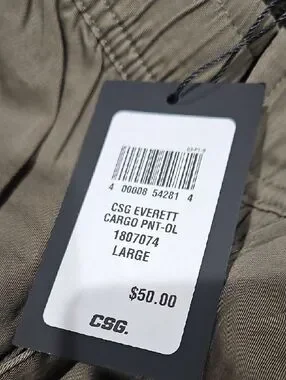 4 00008 54281 4
CSG EVERETT
CARGO PNT-OL
1807074
LARGE
$50.00
CSG.